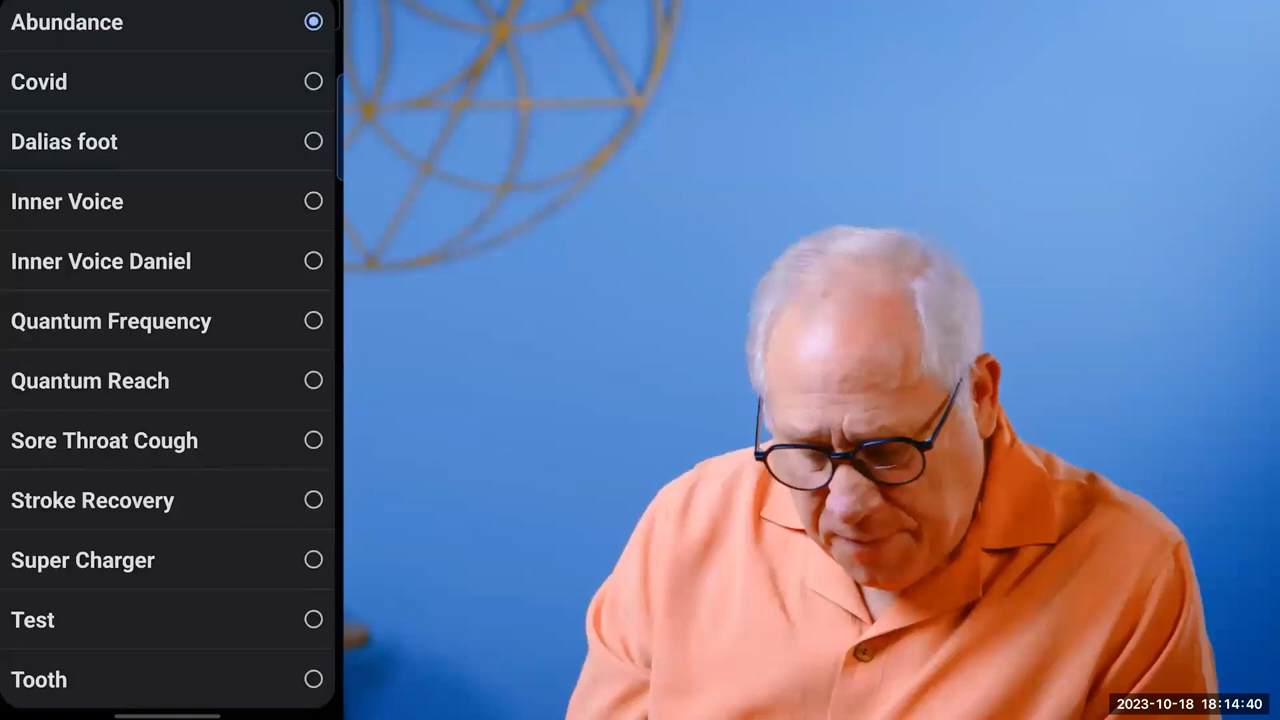 Abundance
Covid
Dalias foot
Inner Voice
Inner Voice Daniel
Quantum Frequency
Quantum Reach
Sore Throat Cough
Stroke Recovery
Super Charger
Test
Tooth
2023-10-18 18:14:40